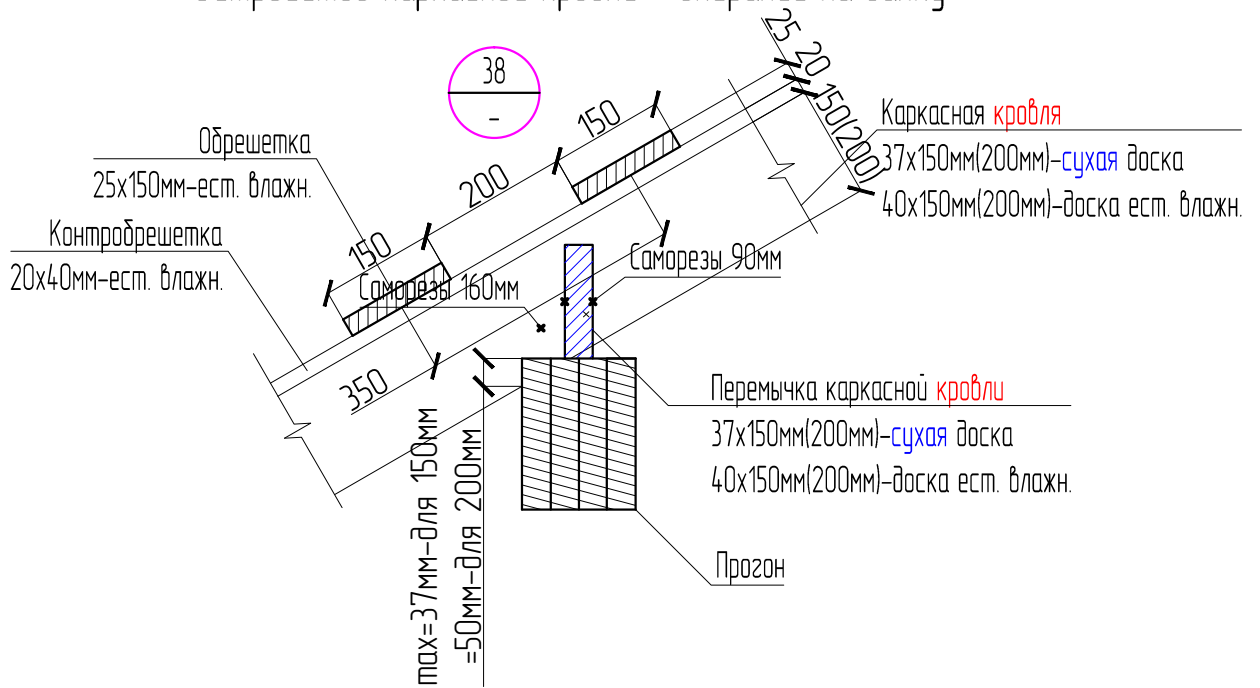 38
-
25 20
150(200)
150
200
150
350
Обрешетка
25х150мм-ест. влажн.
Контробрешетка
20х40мм-ест. влажн.
Каркасная кровля
37х150мм(200мм)-сухая доска
40х150мм(200мм)-доска ест. влажн.
Саморезы 90мм
Саморезы 160мм
Перемычка каркасной кровли
37х150мм(200мм)-сухая доска
40х150мм(200мм)-доска ест. влажн.
max=37мм-для 150мм
=50мм-для 200мм
Прогон